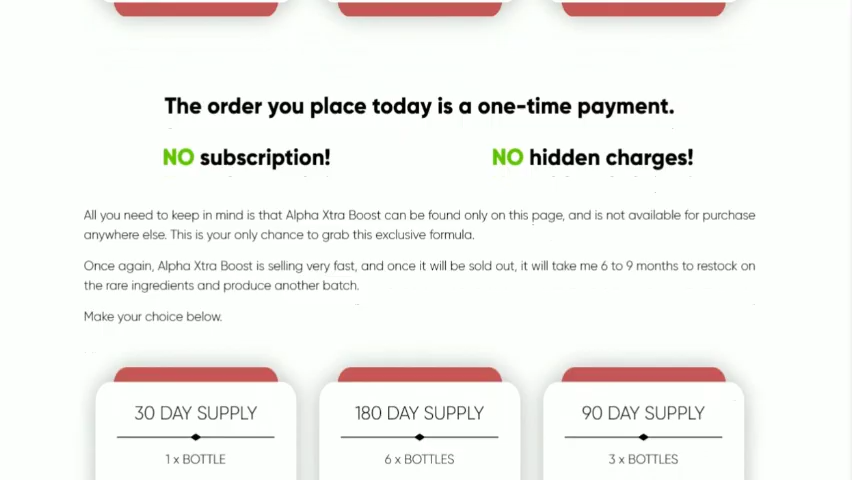 The order you place today is a one-time payment.
NO subscription!
NO hidden charges!
All you need to keep in mind is that Alpha Xtra Boost can be found only on this page, and is not available for purchase
anywhere else. This is your only chance to grab this exclusive formula.
Once again, Alpha Xtra Boost is selling very fast, and once it will be sold out, it will take me 6 to 9 months to restock on
the rare ingredients and produce another batch.
Make your choice below.
30 DAY SUPPLY
1 x BOTTLE
180 DAY SUPPLY
6 x BOTTLES
90 DAY SUPPLY
3 x BOTTLES